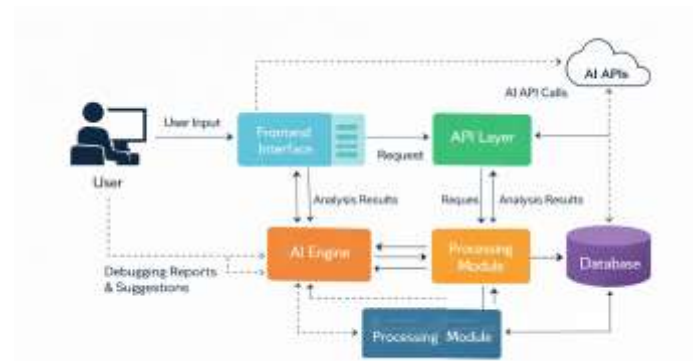 AI APIs
AI API Calls
User Input
Frontend
Interface
API Layer
Request
User
Analysis Results
Reques
Analysis Results
AI Engine
Processing
Module
Database
Debugging Reports
& Suggestions
Processing Module